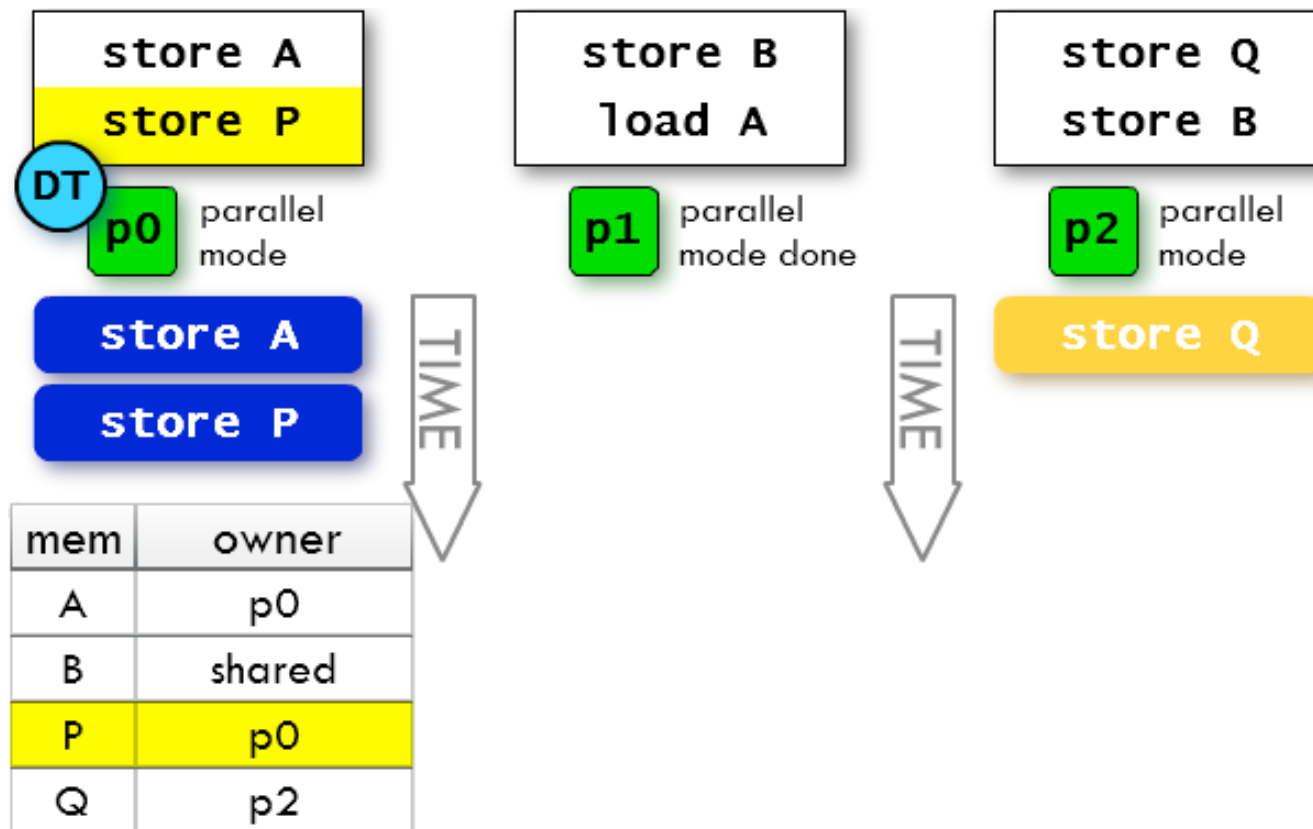 store A
store P
DT
p0
parallel
mode
store A
store P
TIME
mem owner
A p0
B shared
P p0
Q p2
store B
load A
p1
parallel
mode done
TIME
store Q
store B
p2
parallel
mode
store Q